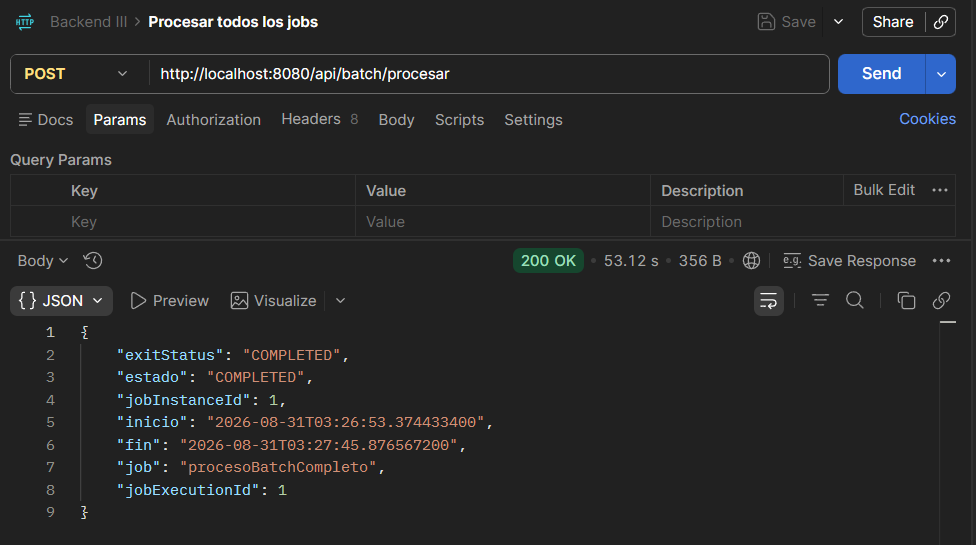 HTTP Backend III > Procesar todos los jobs Save Share
POST http://localhost:8080/api/batch/procesar Send
Docs Params Authorization Headers 8 Body Scripts Settings Cookies
Query Params
Key Value Description Bulk Edit ...
Key Value Description
Body 200 OK • 53.12 s • 356 B • e.g. Save Response ...
{} JSON Preview Visualize
1 {
2 "exitStatus": "COMPLETED",
3 "estado": "COMPLETED",
4 "jobInstanceId": 1,
5 "inicio": "2026-08-31T03:26:53.374433400",
6 "fin": "2026-08-31T03:27:45.876567200",
7 "job": "procesoBatchCompleto",
8 "jobExecutionId": 1
9 }